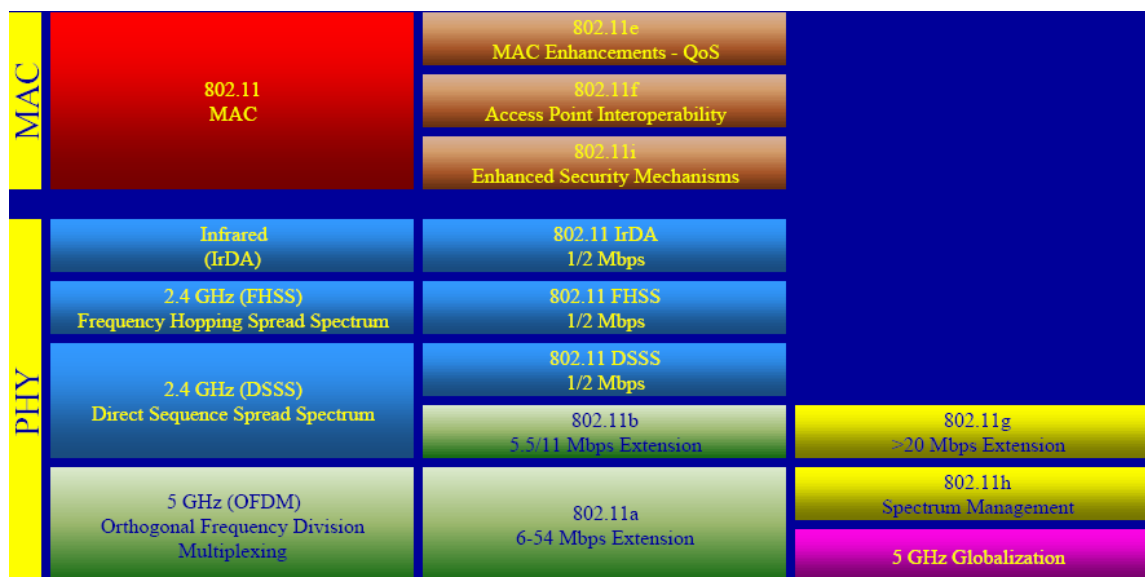 MAC
802.11
MAC
802.11e
MAC Enhancements - QoS
802.11f
Access Point Interoperability
802.11i
Enhanced Security Mechanisms
PHY
Infrared
(IrDA)
802.11 IrDA
1/2 Mbps
2.4 GHz (FHSS)
Frequency Hopping Spread Spectrum
802.11 FHSS
1/2 Mbps
2.4 GHz (DSSS)
Direct Sequence Spread Spectrum
802.11 DSSS
1/2 Mbps
802.11b
5.5/11 Mbps Extension
802.11g
>20 Mbps Extension
5 GHz (OFDM)
Orthogonal Frequency Division
Multiplexing
802.11a
6-54 Mbps Extension
802.11h
Spectrum Management
5 GHz Globalization